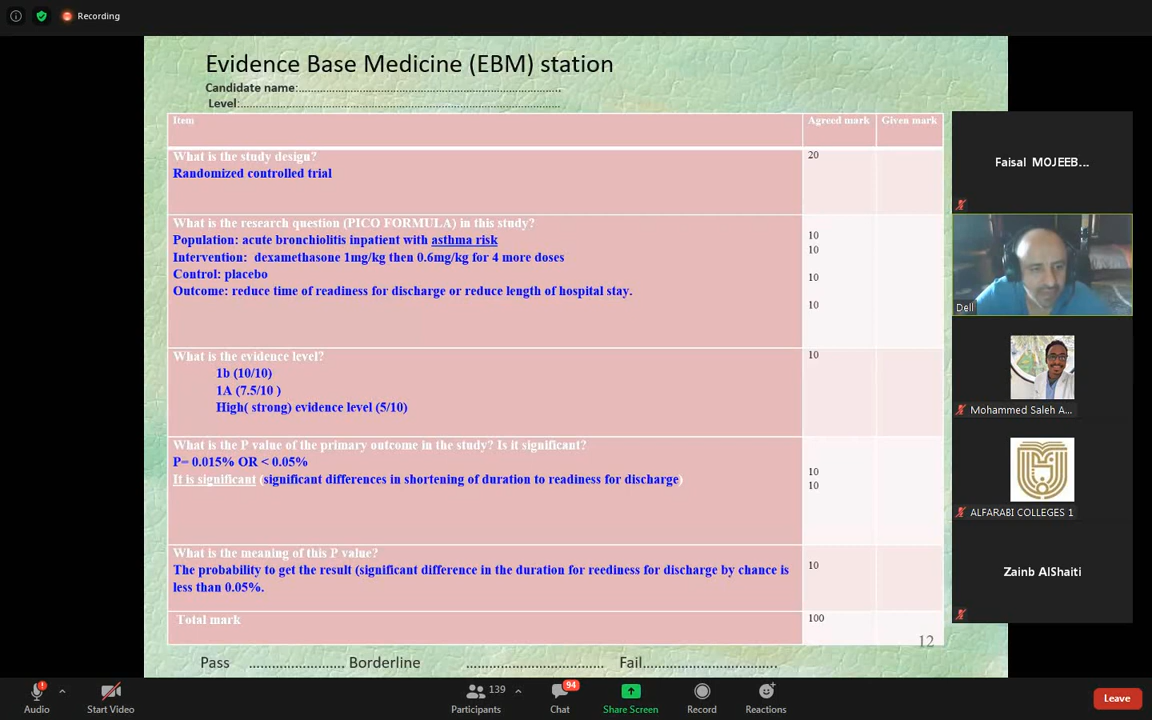 Recording
Evidence Base Medicine (EBM) station
Candidate name:..................................................................
Level:................................................................................
Item
Agreed mark
Given mark
What is the study design?
20
Randomized controlled trial
What is the research question (PICO FORMULA) in this study?
Population: acute bronchiolitis inpatient with asthma risk
10
Intervention: dexamethasone 1mg/kg then 0.6mg/kg for 4 more doses
10
Control: placebo
10
Outcome: reduce time of readiness for discharge or reduce length of hospital stay.
10
What is the evidence level?
10
1b (10/10)
1A (7.5/10 )
High( strong) evidence level (5/10)
What is the P value of the primary outcome in the study? Is it significant?
P= 0.015% OR < 0.05%
10
It is significant (significant differences in shortening of duration to readiness for discharge)
10
What is the meaning of this P value?
The probability to get the result (significant difference in the duration for reediness for discharge by chance is
less than 0.05%.
10
Total mark
100
12
Pass ....................... Borderline ................................. Fail.................................
Faisal MOJEEB...
Dell
Mohammed Saleh A...
ALFARABI COLLEGES 1
Zainb AlShaiti
Audio
Start Video
139
Participants
94
Chat
Share Screen
Record
Reactions
Leave